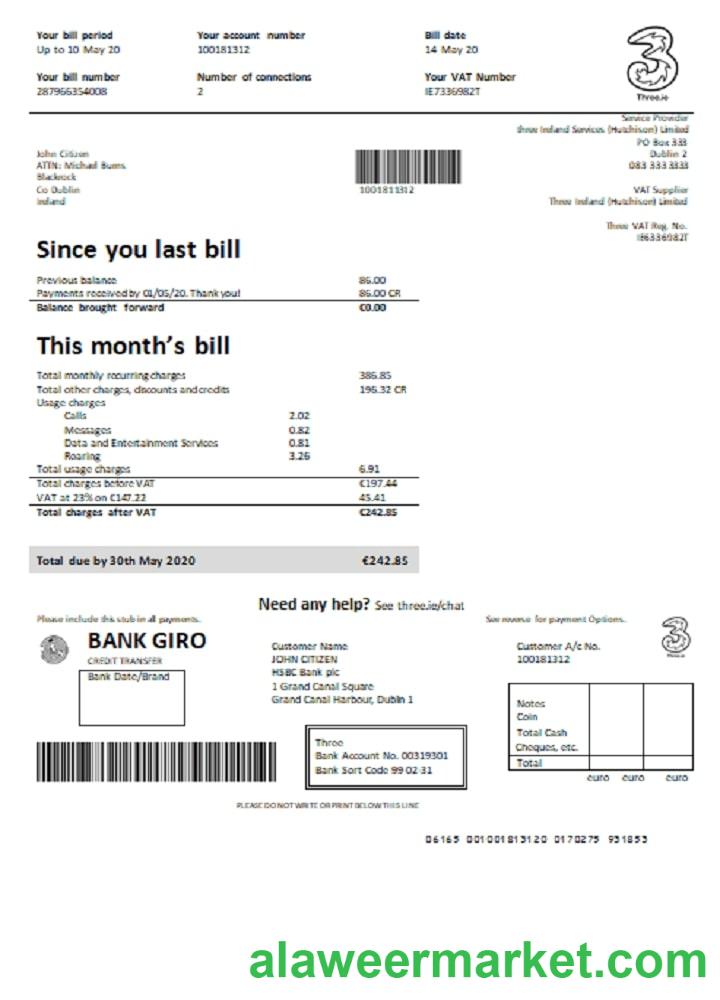 Your bill period Your account number Bill date
Up to 10 May 20 100181312 14 May 20
Your bill number Number of connections Your VAT Number
287966354008 2 IE7336982T
Three.ie
Service Provider
three Ireland Services (Hutchison) Limited
PO Box 333
Dublin 2
083 333 3333
John Citizen
ATTN: Michael Burns
Blackrock
Co Dublin
Ireland
1001811312
VAT Supplier
Three Ireland (Hutchison) Limited
Three VAT Reg. No.
IE6336982T
Since you last bill
Previous balance 86.00
Payments received by 01/05/20. Thank you! 86.00 CR
Balance brought forward €0.00
This month's bill
Total monthly recurring charges 386.85
Total other charges, discounts and credits 196.32 CR
Usage charges
Calls 2.02
Messages 0.82
Data and Entertainment Services 0.81
Roaring 3.26
Total usage charges 6.91
Total charges before VAT €197.44
VAT at 23% on €147.22 45.41
Total charges after VAT €242.85
Total due by 30th May 2020 €242.85
Need any help? See three.ie/chat
Please include this stub in all payments.
See reverse for payment Options.
BANK GIRO
CREDIT TRANSFER
Bank Date/Brand
Customer Name
JOHN CITIZEN
HSBC Bank plc
1 Grand Canal Square
Grand Canal Harbour, Dublin 1
Customer A/c No.
100181312
Three
Bank Account No. 00319301
Bank Sort Code 99 02 31
Notes
Coin
Total Cash
Cheques, etc.
Total
euro euro euro
PLEASE DO NOT WRITE OR PRINT BELOW THIS LINE
06165 001001813120 0170275 931853
alaweermarket.com